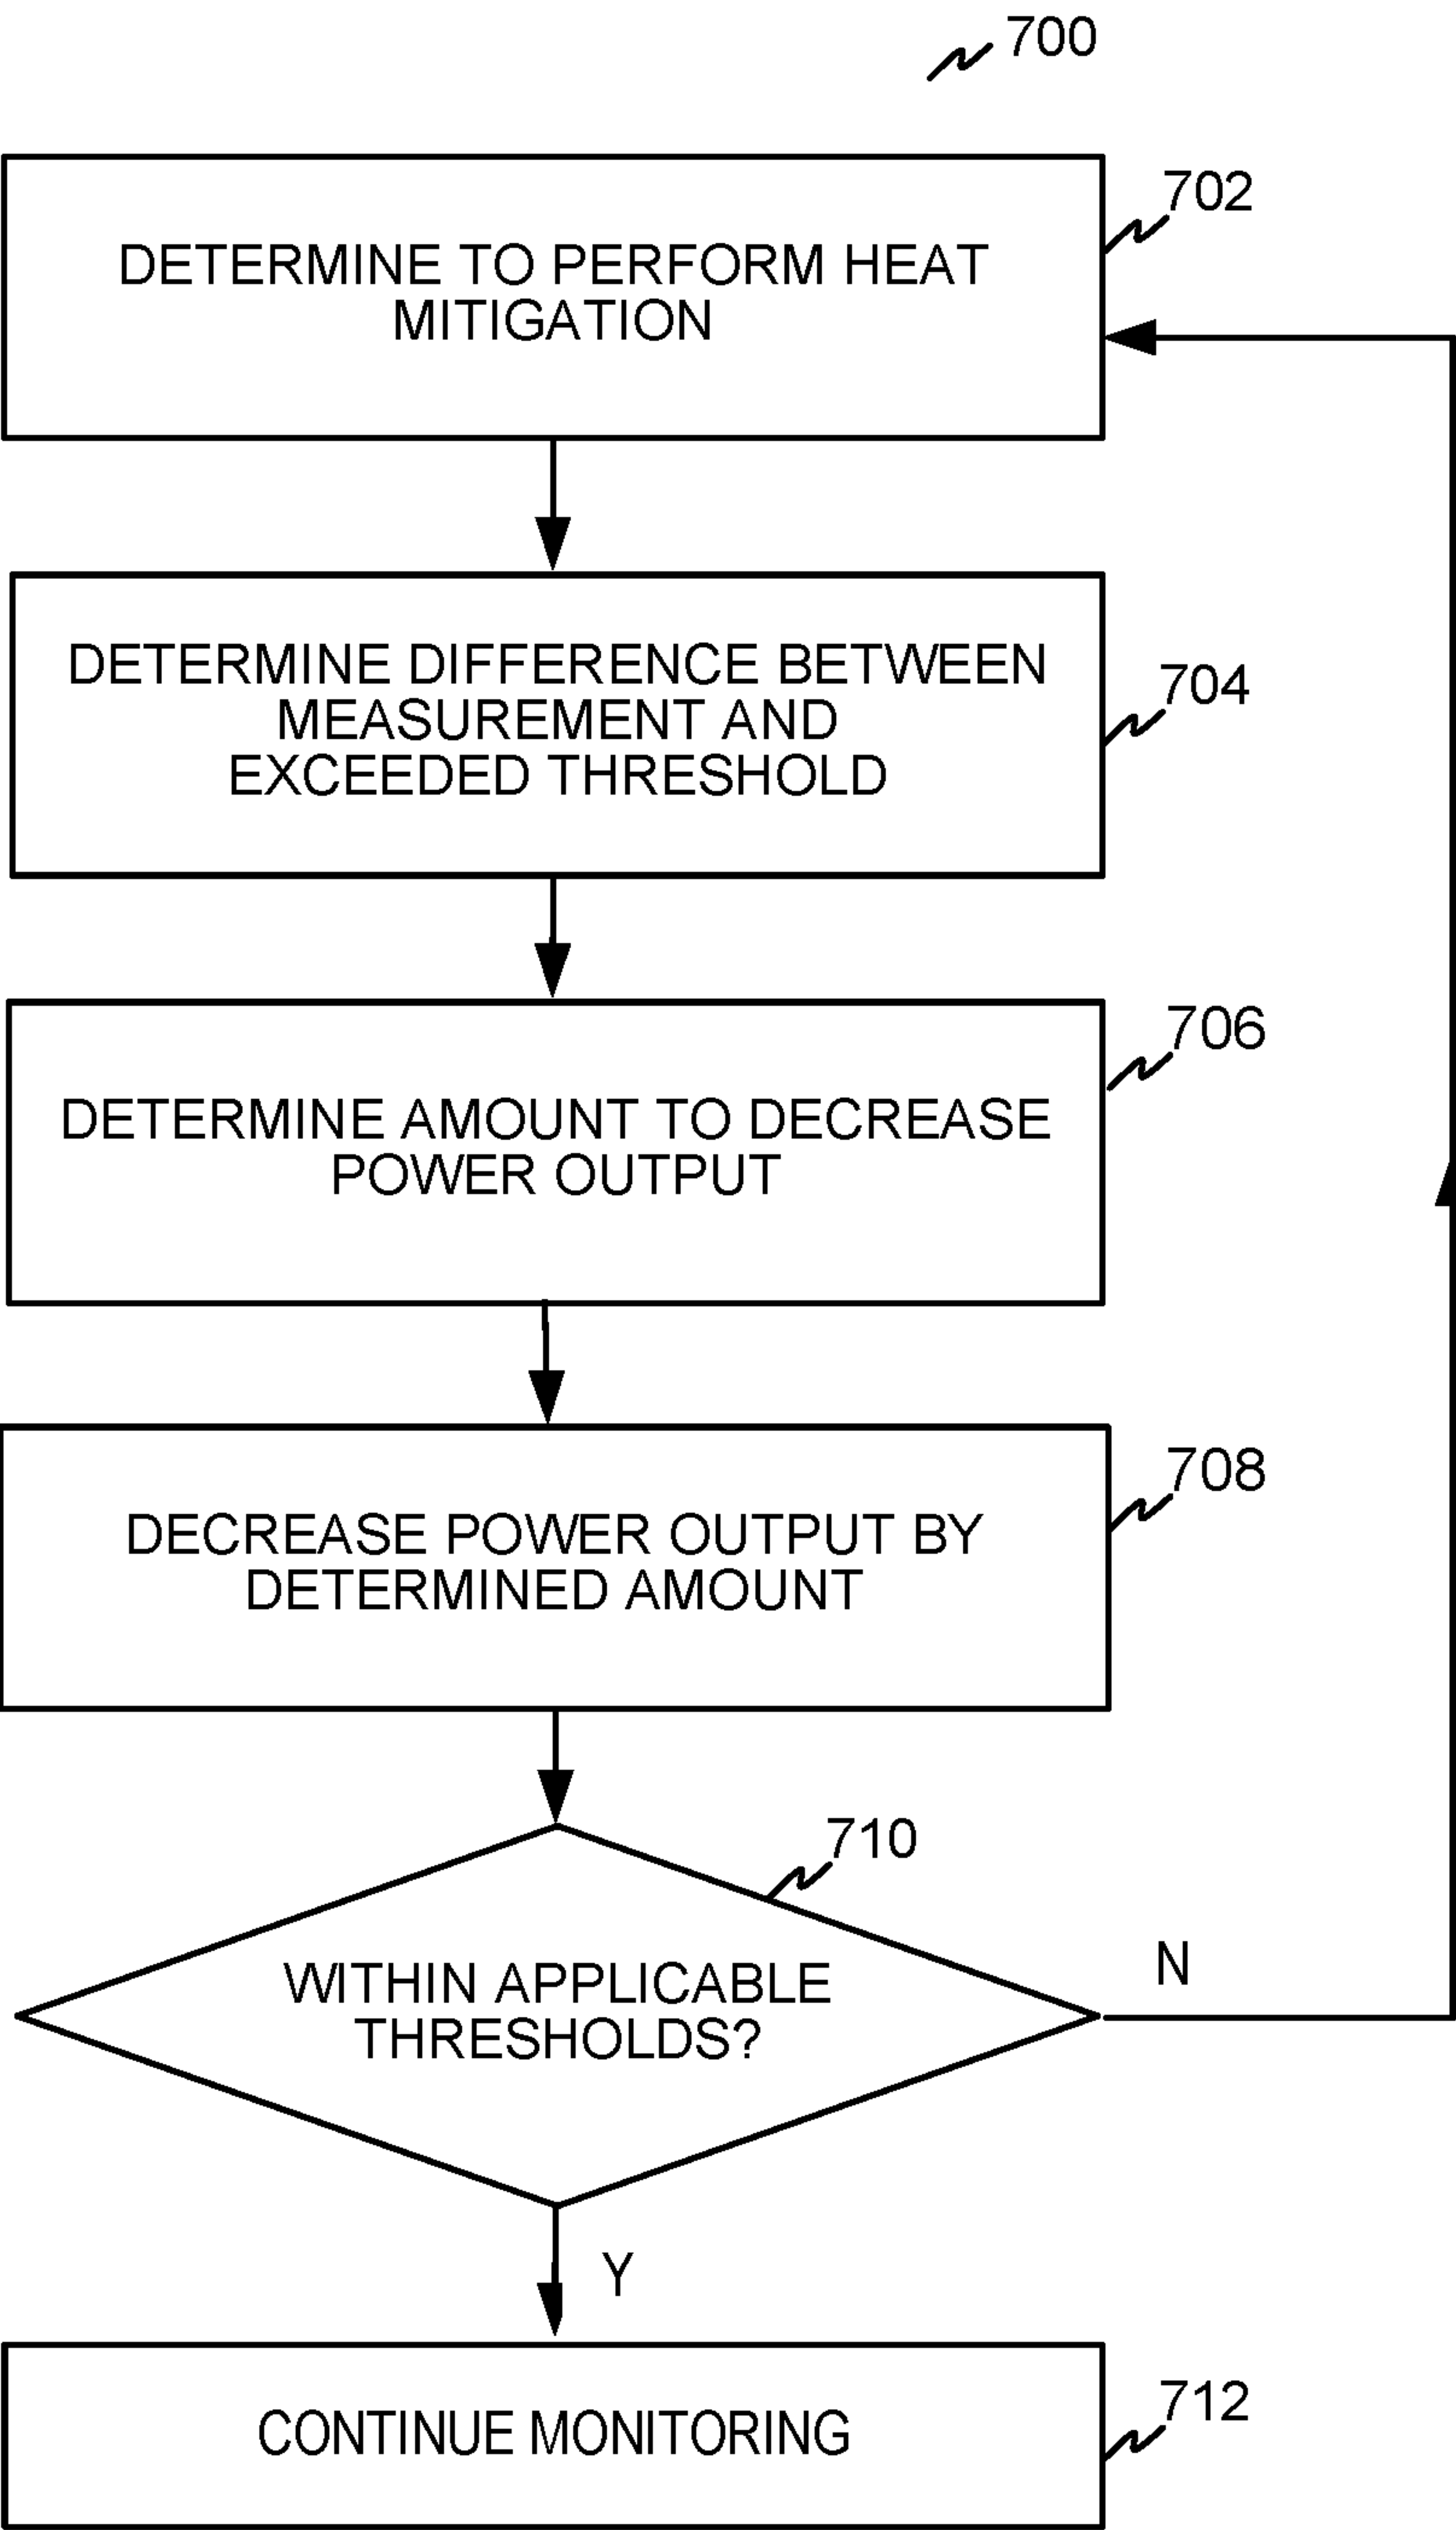 700
702
DETERMINE TO PERFORM HEAT
MITIGATION
704
DETERMINE DIFFERENCE BETWEEN
MEASUREMENT AND
EXCEEDED THRESHOLD
706
DETERMINE AMOUNT TO DECREASE
POWER OUTPUT
708
DECREASE POWER OUTPUT BY
DETERMINED AMOUNT
710
WITHIN APPLICABLE
THRESHOLDS?
N
Y
712
CONTINUE MONITORING